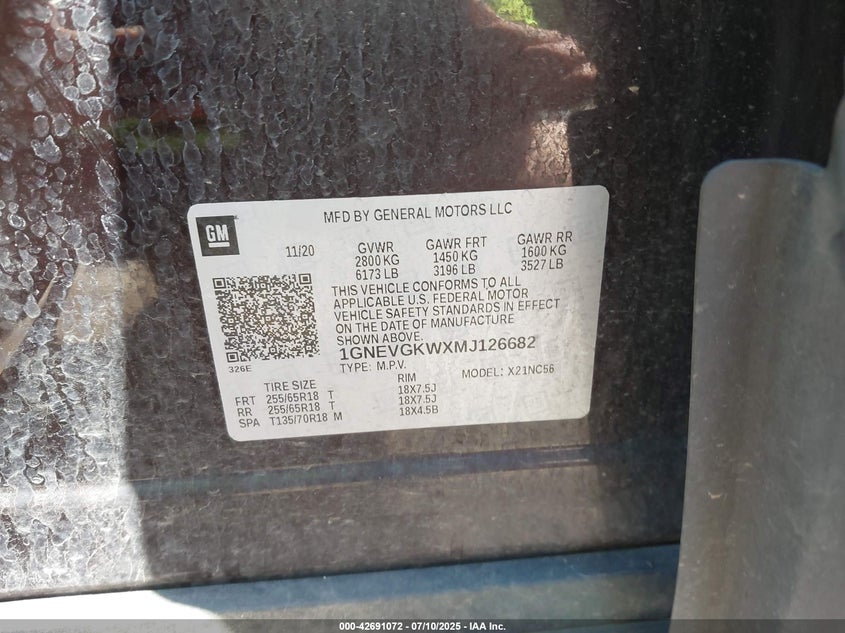 MFD BY GENERAL MOTORS LLC
GM
11/20 GVWR GAWR FRT GAWR RR
2800 KG 1450 KG 1600 KG
6173 LB 3196 LB 3527 LB
THIS VEHICLE CONFORMS TO ALL
APPLICABLE U.S. FEDERAL MOTOR
VEHICLE SAFETY STANDARDS IN EFFECT
ON THE DATE OF MANUFACTURE
SHOWN ABOVE.
1GNEVGKWXMJ126682
326E TYPE: M.P.V. MODEL: X21NC56
TIRE SIZE RIM
FRT 255/65R18 T 18X7.5J
RR 255/65R18 T 18X7.5J
SPA T135/70R18 M 18X4.5B
000-42691072 - 07/10/2025 - IAA Inc.